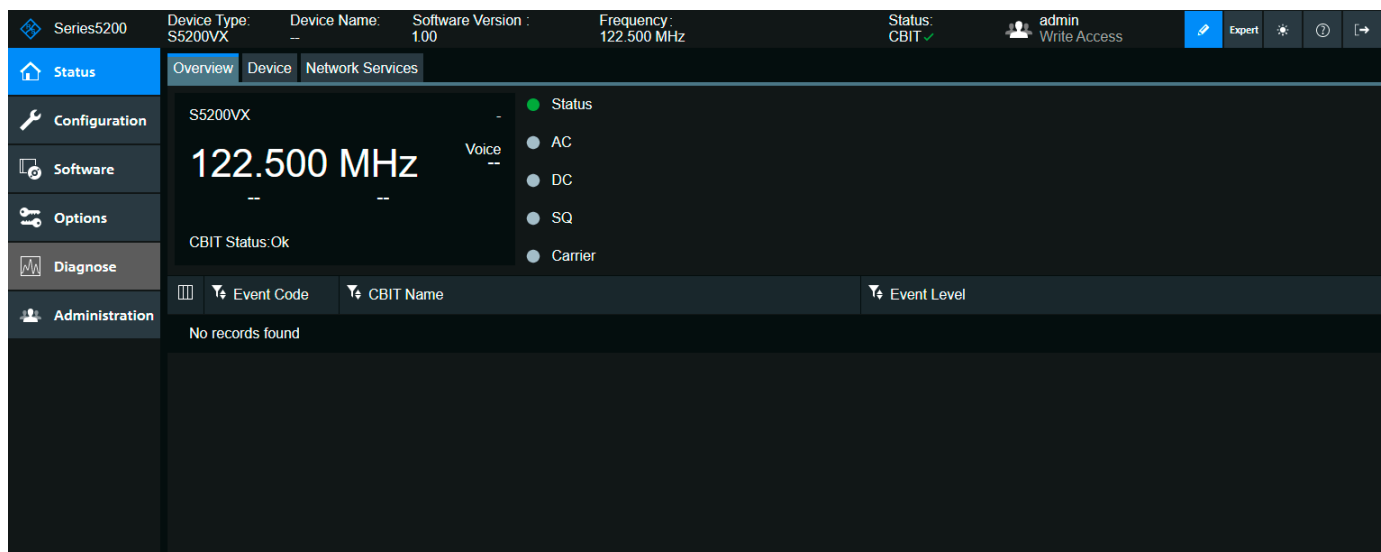 Series5200
Device Type:
S5200VX
Device Name:
--
Software Version :
1.00
Frequency:
122.500 MHz
Status:
CBIT
admin
Write Access
Expert
Status
Configuration
Software
Options
Diagnose
Administration
Overview Device Network Services
S5200VX -
122.500 MHz Voice
--
-- --
CBIT Status:Ok
Status
AC
DC
SQ
Carrier
Event Code CBIT Name Event Level
No records found